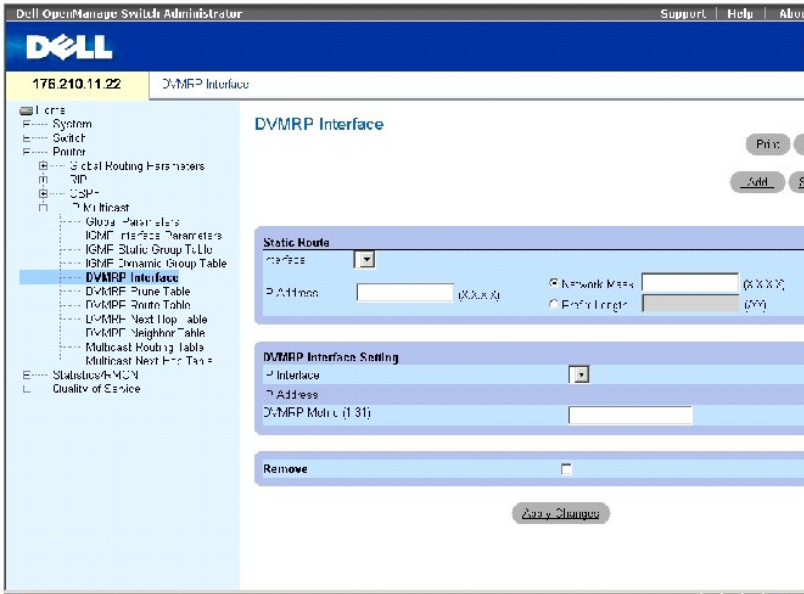 Dell OpenManage Switch Administrator
Support | Help | Abou
DELL
176.210.11.22
DVMRP Interface
Home
System
Switch
Router
Global Routing Parameters
RIP
OSPF
IP Multicast
Global Parameters
IGMP Interface Parameters
IGMP Static Group Table
IGMP Dynamic Group Table
DVMRP Interface
DVMRP Prune Table
DVMRP Route Table
DVMRP Next Hop Table
DVMRP Neighbor Table
Multicast Routing Table
Multicast Next Hop Table
Statistics/RMON
Quality of Service
DVMRP Interface
Print
Add S
Static Route
Interface
IP Address (X.X.X.X) Network Mask (X.X.X.X)
Prefix Length (/XX)
DVMRP Interface Setting
IP Interface
IP Address
DVMRP Metric (1-31)
Remove
Apply Changes